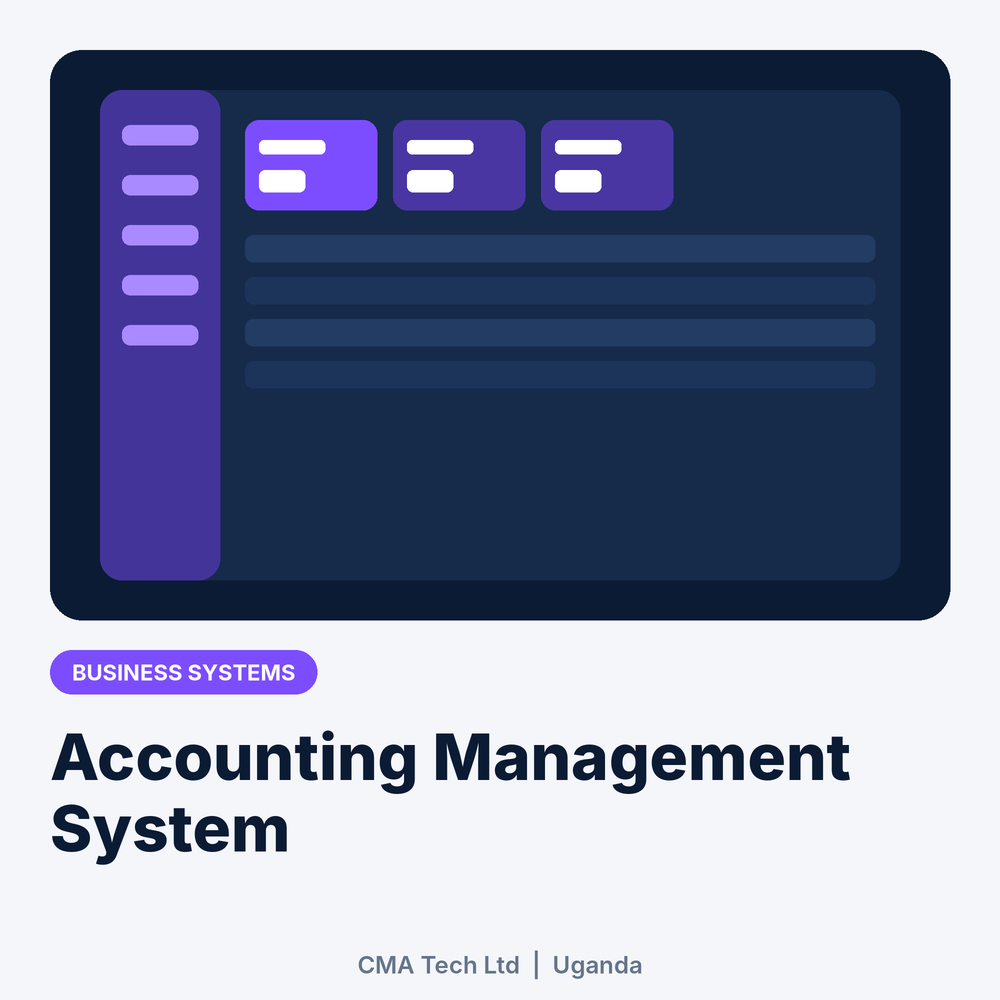 BUSINESS SYSTEMS
Accounting Management
System
CMA Tech Ltd | Uganda